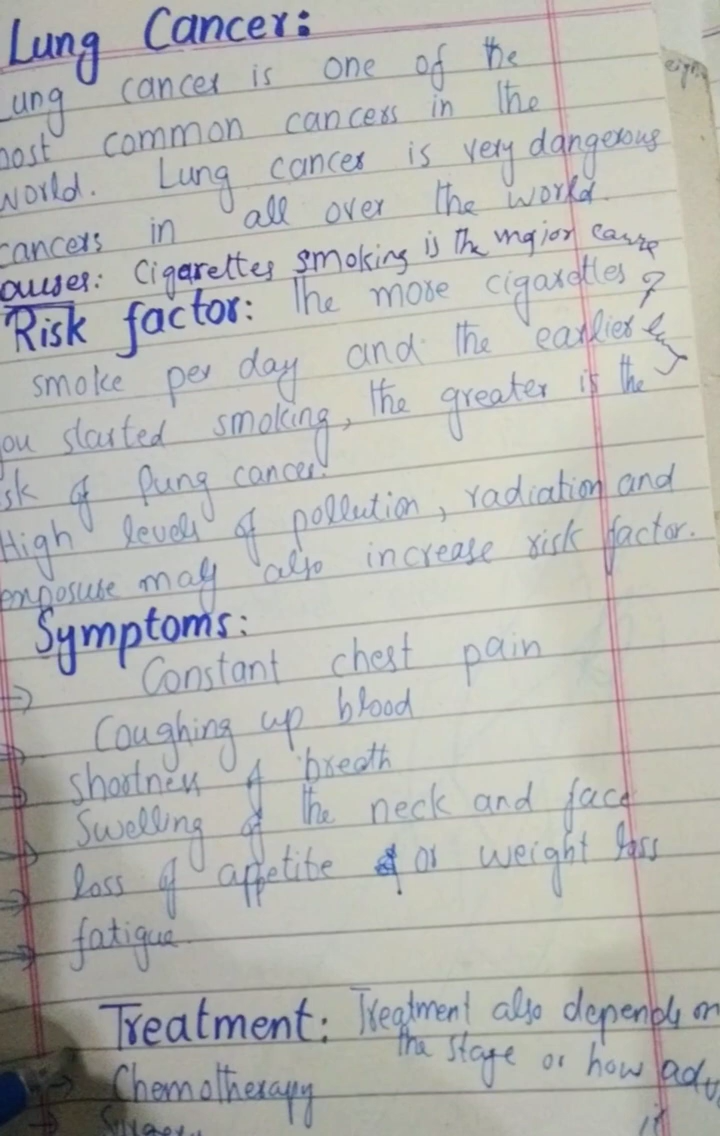 Lung Cancer:
Lung cancer is one of the
most common cancers in the
World. Lung cancer is very dangerous
cancers in all over the world.
auses: Cigarettes smoking is the major cause
Risk factor: The more cigarettes
smoke per day and the earlier
you started smoking, the greater is the
sk of lung cancer.
High levels of pollution, radiation and
exposure may also increase risk factor.
Symptoms:
→ Constant chest pain
→ Coughing up blood
→ Shortness of breath
→ Swelling of the neck and face
→ loss of appetite or weight loss
→ fatigue.
Treatment: Treatment also depends on
the stage or how adv
→ Chemotherapy
→ Surgery